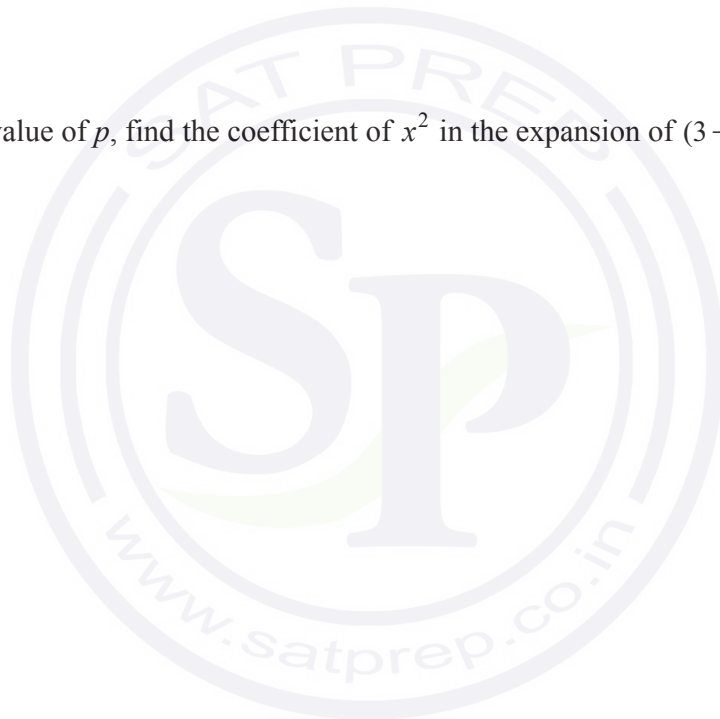 value of p, find the coefficient of x² in the expansion of (3 –
SAT PREP
SP
www.satprep.co.in